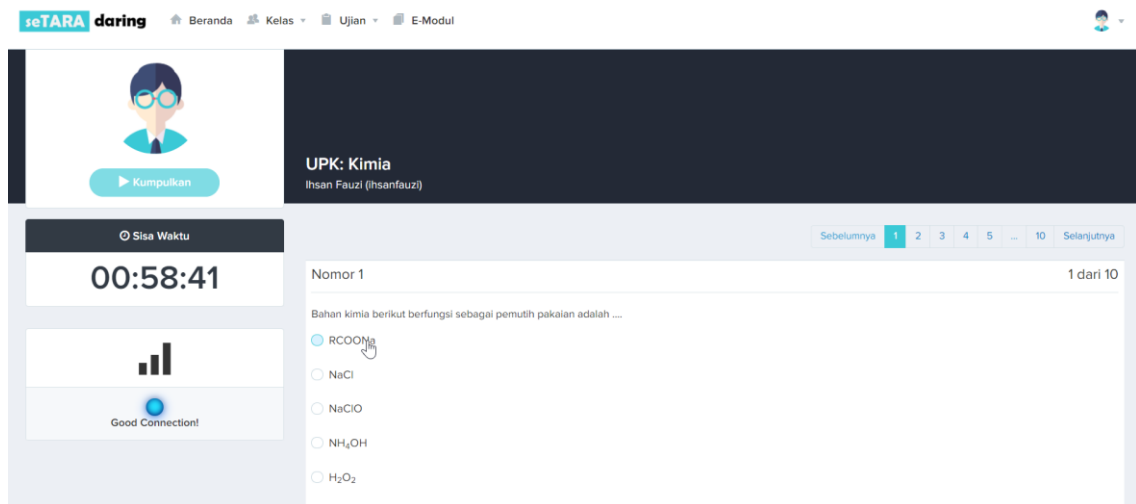 seTARA daring Beranda Kelas Ujian E-Modul
Kumpulkan
UPK: Kimia
Ihsan Fauzi (ihsanfauzi)
Sisa Waktu
00:58:41
Good Connection!
Sebelumnya 1 2 3 4 5 ... 10 Selanjutnya
Nomor 1 1 dari 10
Bahan kimia berikut berfungsi sebagai pemutih pakaian adalah ....
RCOONa
NaCl
NaClO
NH₄OH
H₂O₂